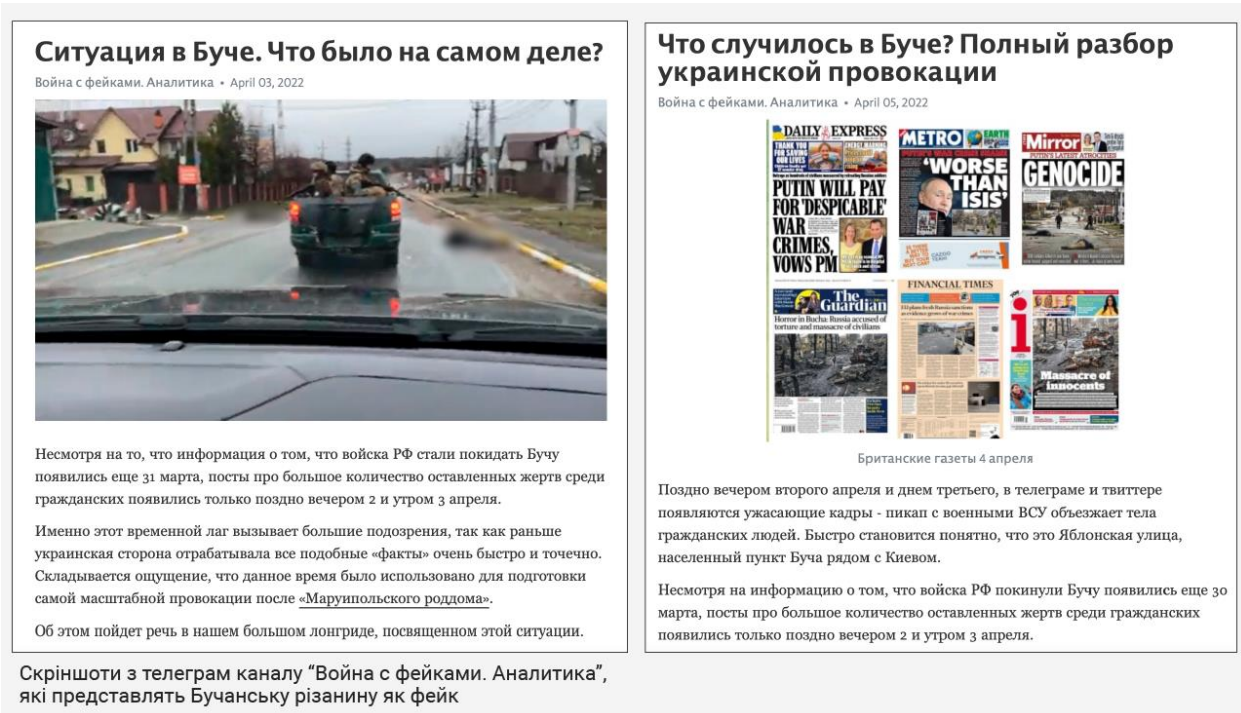 Ситуация в Буче. Что было на самом деле?
Война с фейками. Аналитика • April 03, 2022
Несмотря на то, что информация о том, что войска РФ стали покидать Бучу
появились еще 31 марта, посты про большое количество оставленных жертв среди
гражданских появились только поздно вечером 2 и утром 3 апреля.
Именно этот временной лаг вызывает большие подозрения, так как раньше
украинская сторона отрабатывала все подобные «факты» очень быстро и точечно.
Складывается ощущение, что данное время было использовано для подготовки
самой масштабной провокации после «Маруипольского роддома».
Об этом пойдет речь в нашем большом лонгриде, посвященном этой ситуации.
Что случилось в Буче? Полный разбор
украинской провокации
Война с фейками. Аналитика • April 05, 2022
DAILY EXPRESS
THANK YOU
FOR SAVING
OUR LIVES
PUTIN WILL PAY
FOR 'DESPICABLE'
WAR
CRIMES,
VOWS PM
METRO
EARTH
'WORSE
THAN
ISIS'
Mirror
PUTIN'S LATEST ATROCITIES
GENOCIDE
The
Guardian
Horror in Bucha: Russia accused of
torture and massacre of civilians
FINANCIAL TIMES
i
Massacre of
innocents
Британские газеты 4 апреля
Поздно вечером второго апреля и днем третьего, в телеграме и твиттере
появляются ужасающие кадры - пикап с военными ВСУ объезжает тела
гражданских людей. Быстро становится понятно, что это Яблонская улица,
населенный пункт Буча рядом с Киевом.
Несмотря на информацию о том, что войска РФ покинули Бучу появились еще 30
марта, посты про большое количество оставленных жертв среди гражданских
появились только поздно вечером 2 и утром 3 апреля.
Скріншоти з телеграм каналу “Война с фейками. Аналитика”,
які представлять Бучанську різанину як фейк